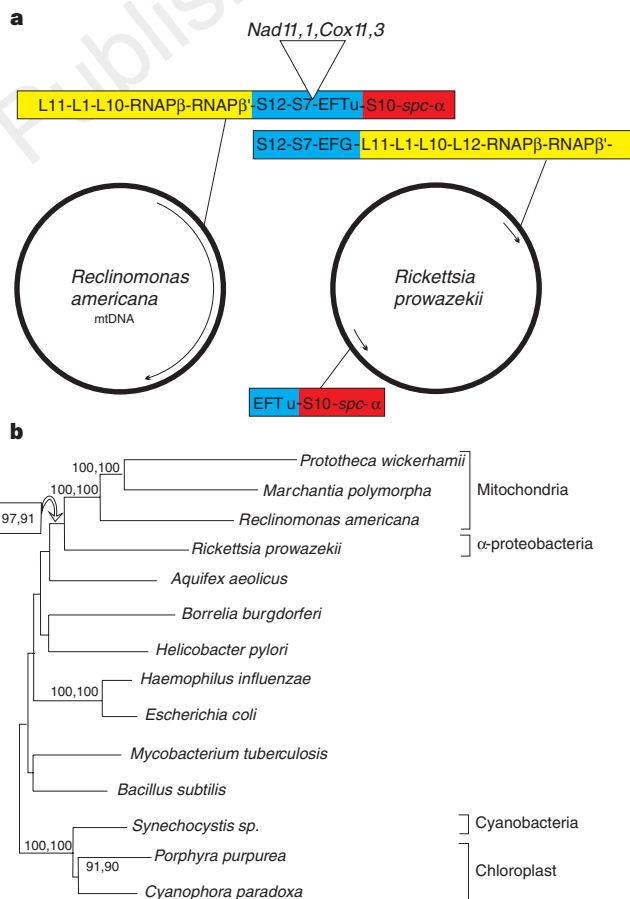 a
Publis
Nad11,1,Cox11,3
L11-L1-L10-RNAPβ-RNAPβ'-S12-S7-EFTu-S10-spc-α
S12-S7-EFG-L11-L1-L10-L12-RNAPβ-RNAPβ'-
Reclinomonas
americana
mtDNA
Rickettsia
prowazekii
EFT u-S10-spc-α
b
100,100
Prototheca wickerhamii
100,100
Marchantia polymorpha
Mitochondria
97,91
Reclinomonas americana
Rickettsia prowazekii
α-proteobacteria
Aquifex aeolicus
Borrelia burgdorferi
Helicobacter pylori
Haemophilus influenzae
100,100
Escherichia coli
Mycobacterium tuberculosis
Bacillus subtilis
Synechocystis sp.
Cyanobacteria
100,100
Porphyra purpurea
91,90
Chloroplast
Cyanophora paradoxa